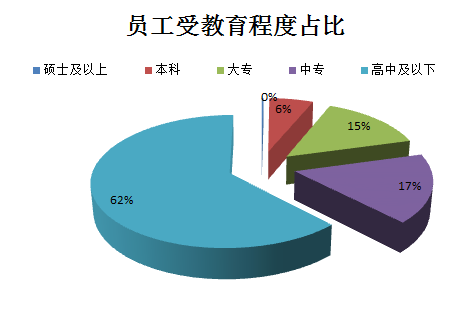 员工受教育程度占比
硕士及以上 本科 大专 中专 高中及以下
0%
6%
15%
17%
62%